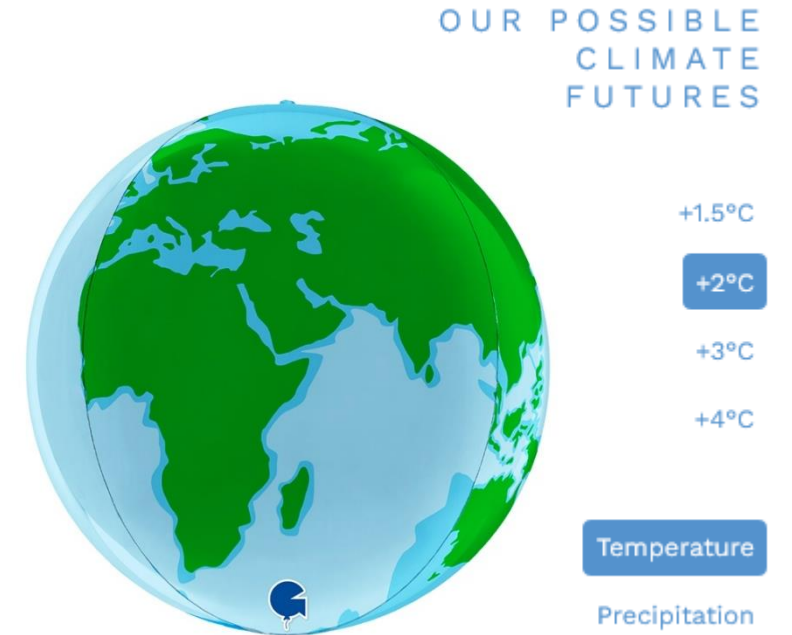 OUR POSSIBLE
CLIMATE
FUTURES
+1.5°C
+2°C
+3°C
+4°C
Temperature
Precipitation